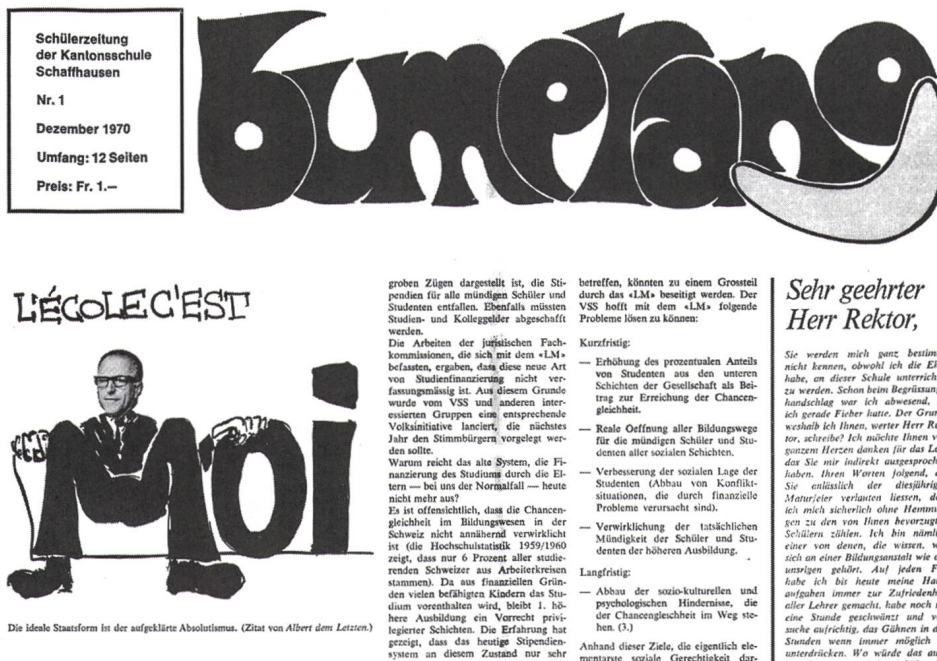 Schülerzeitung
der Kantonsschule
Schaffhausen
Nr. 1
Dezember 1970
Umfang: 12 Seiten
Preis: Fr. 1.—
bumerang
L'ÉCOLE C'EST
MOi
Die ideale Staatsform ist der aufgeklärte Absolutismus. (Zitat von Albert dem Letzten.)
groben Zügen dargestellt ist, die Sti-
pendien für alle mündigen Schüler und
Studenten entfallen. Ebenfalls müssten
Studien- und Kolleggelder abgeschafft
werden.
Die Arbeiten der juristischen Fach-
kommissionen, die sich mit dem «LM»
befassten, ergaben, dass diese neue Art
von Studienfinanzierung nicht ver-
fassungsmässig ist. Aus diesem Grunde
wurde vom VSS und anderen inter-
essierten Gruppen eine entsprechende
Volksinitiative lanciert, die nächstes
Jahr den Stimmbürgern vorgelegt wer-
den sollte.
Warum reicht das alte System, die Fi-
nanzierung des Studiums durch die El-
tern — bei uns der Normalfall — heute
nicht mehr aus?
Es ist offensichtlich, dass die Chancen-
gleichheit im Bildungswesen in der
Schweiz nicht annähernd verwirklicht
ist (die Hochschulstatistik 1959/1960
zeigt, dass nur 6 Prozent aller studie-
renden Schweizer aus Arbeiterkreisen
stammen). Da aus finanziellen Grün-
den vielen befähigten Kindern das Stu-
dium vorenthalten wird, bleibt 1. hö-
here Ausbildung ein Vorrecht privi-
legierter Schichten. Die Erfahrung hat
gezeigt, dass das heutige Stipendien-
system an diesem Zustand nur sehr
betreffen, könnten zu einem Grossteil
durch das «LM» beseitigt werden. Der
VSS hofft mit dem «LM» folgende
Probleme lösen zu können:
Kurzfristig:
— Erhöhung des prozentualen Anteils
von Studenten aus den unteren
Schichten der Gesellschaft als Bei-
trag zur Erreichung der Chancen-
gleichheit.
— Reale Oeffnung aller Bildungswege
für die mündigen Schüler und Stu-
denten aller sozialen Schichten.
— Verbesserung der sozialen Lage der
Studenten (Abbau von Konflikt-
situationen, die durch finanzielle
Probleme verursacht sind).
— Verwirklichung der tatsächlichen
Mündigkeit der Schüler und Stu-
denten der höheren Ausbildung.
Langfristig:
— Abbau der sozio-kulturellen und
psychologischen Hindernisse, die
der Chancengleschheit im Weg ste-
hen. (3.)
Anhand dieser Ziele, die eigentlich ele-
mentarste soziale Gerechtigkeit dar-
Sehr geehrter
Herr Rektor,
Sie werden mich ganz bestim
nicht kennen, obwohl ich die Eh
habe, an dieser Schule unterrich
zu werden. Schon beim Begrüssung
handschlag war ich abwesend,
ich gerade Fieber hatte. Der Grun
weshalb ich Ihnen, werter Herr Re
tor, schreibe? Ich möchte Ihnen v
ganzem Herzen danken für das Lo
das Sie mir indirekt ausgesproch
haben. Ihren Worten folgend, d
Sie anlässlich der diesjährig
Maturfeier verlauten liessen, da
ich mich sicherlich ohne Hemmu
gen zu den von Ihnen bevorzugt
Schülern zählen. Ich bin nämli
einer von denen, die wissen, w
sich an einer Bildungsanstalt wie d
unsrigen gehört. Auf jeden F
habe ich bis heute meine Hau
aufgaben immer zur Zufriedenh
aller Lehrer gemacht, habe noch n
eine Stunde geschwänzt und ve
suche aufrichtig, das Gähnen in d
Stunden wenn immer möglich
unterdrücken. Wo würde das au